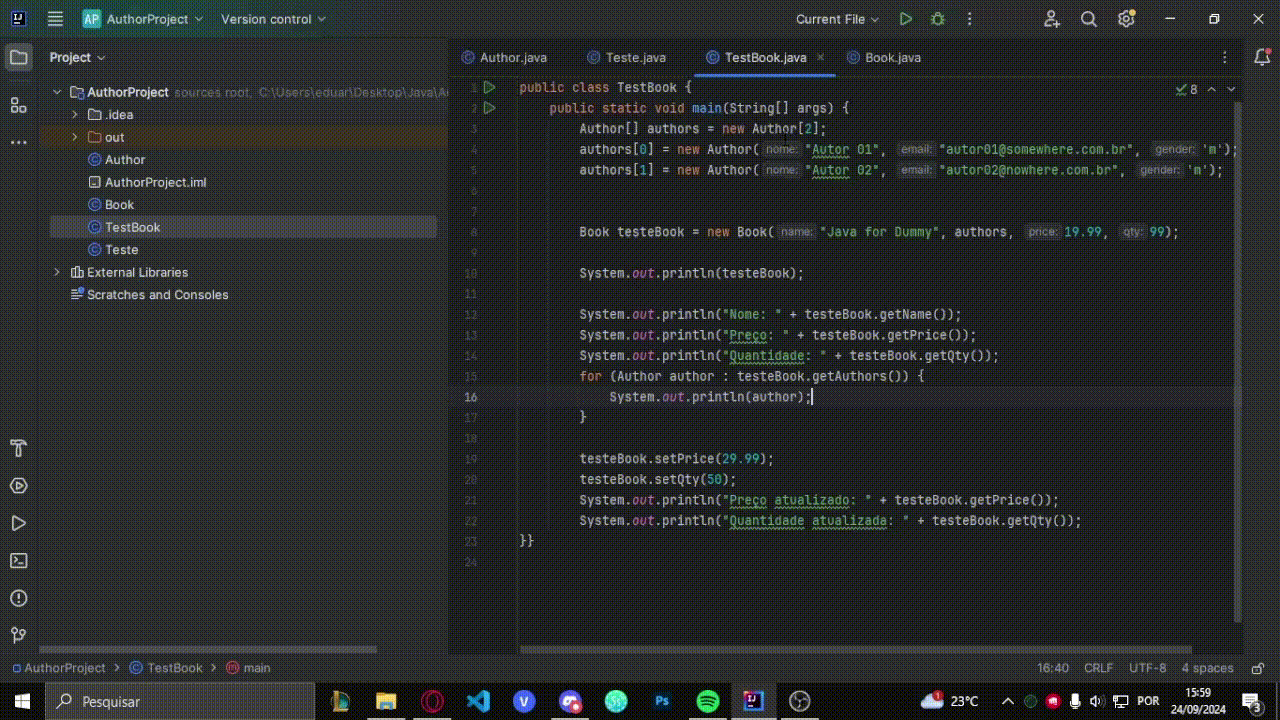 AP AuthorProject Version control Current File
Project
Author.java Teste.java TestBook.java Book.java
AuthorProject sources root, C:\Users\eduar\Desktop\Java\A
.idea
out
Author
AuthorProject.iml
Book
TestBook
Teste
External Libraries
Scratches and Consoles
8
1 public class TestBook {
2 public static void main(String[] args) {
3 Author[] authors = new Author[2];
4 authors[0] = new Author( nome: "Autor 01", email: "autor01@somewhere.com.br", gender: 'm');
5 authors[1] = new Author( nome: "Autor 02", email: "autor02@nowhere.com.br", gender: 'm');
6
7
8 Book testeBook = new Book( name: "Java for Dummy", authors, price: 19.99, qty: 99);
9
10 System.out.println(testeBook);
11
12 System.out.println("Nome: " + testeBook.getName());
13 System.out.println("Preço: " + testeBook.getPrice());
14 System.out.println("Quantidade: " + testeBook.getQty());
15 for (Author author : testeBook.getAuthors()) {
16 System.out.println(author);
17 }
18
19 testeBook.setPrice(29.99);
20 testeBook.setQty(50);
21 System.out.println("Preço atualizado: " + testeBook.getPrice());
22 System.out.println("Quantidade atualizada: " + testeBook.getQty());
23 }}
24
AuthorProject > TestBook > main 16:40 CRLF UTF-8 4 spaces
Pesquisar V Ps 1 23°C POR 15:59
24/09/2024 3